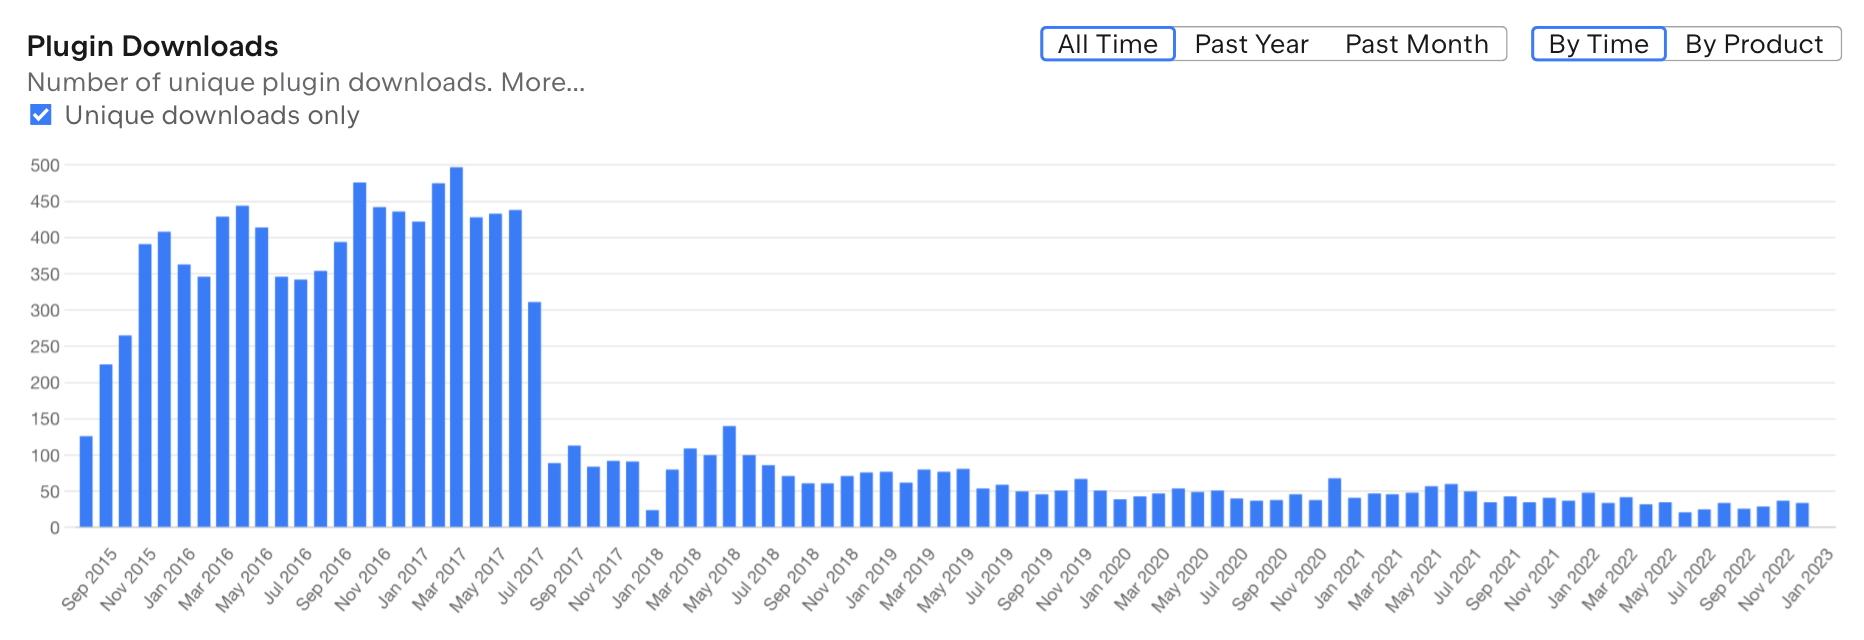 Plugin Downloads
All Time Past Year Past Month By Time By Product
Number of unique plugin downloads. More...
Unique downloads only
500
450
400
350
300
250
200
150
100
50
0
Sep 2015 Nov 2015 Jan 2016 Mar 2016 May 2016 Jul 2016 Sep 2016 Nov 2016 Jan 2017 Mar 2017 May 2017 Jul 2017 Sep 2017 Nov 2017 Jan 2018 Mar 2018 May 2018 Jul 2018 Sep 2018 Nov 2018 Jan 2019 Mar 2019 May 2019 Jul 2019 Sep 2019 Nov 2019 Jan 2020 Mar 2020 May 2020 Jul 2020 Sep 2020 Nov 2020 Jan 2021 Mar 2021 May 2021 Jul 2021 Sep 2021 Nov 2021 Jan 2022 Mar 2022 May 2022 Jul 2022 Sep 2022 Nov 2022 Jan 2023